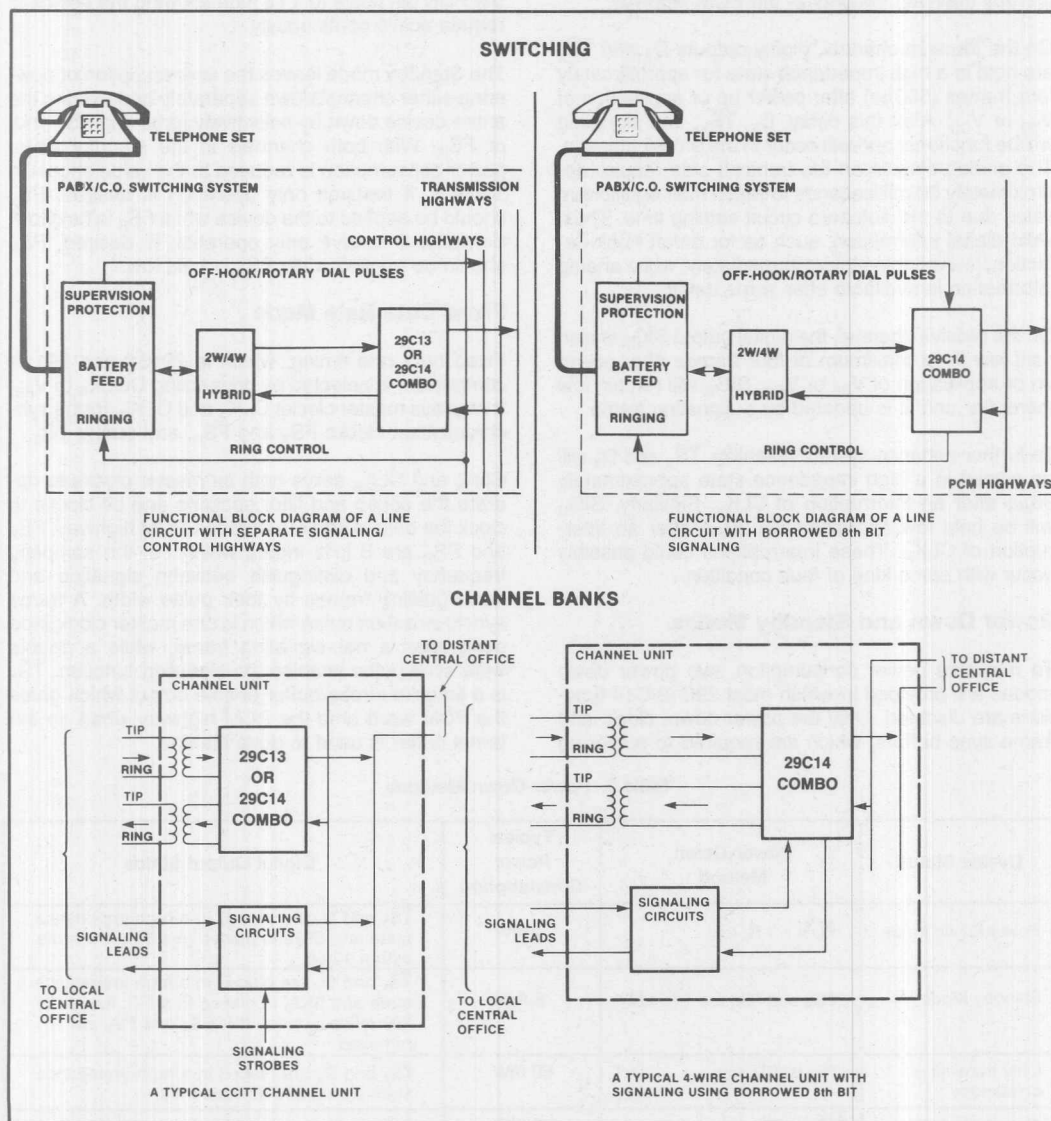 SWITCHING
TELEPHONE SET
PABX/C.O. SWITCHING SYSTEM
TRANSMISSION
HIGHWAYS
CONTROL HIGHWAYS
OFF-HOOK/ROTARY DIAL PULSES
SUPERVISION
PROTECTION
BATTERY
FEED
2W/4W
HYBRID
29C13
OR
29C14
COMBO
RING CONTROL
FUNCTIONAL BLOCK DIAGRAM OF A LINE
CIRCUIT WITH SEPARATE SIGNALING/
CONTROL HIGHWAYS
TELEPHONE SET
PABX/C.O. SWITCHING SYSTEM
OFF-HOOK/ROTARY DIAL PULSES
SUPERVISION
PROTECTION
BATTERY
FEED
RINGING
2W/4W
HYBRID
29C14
COMBO
RING CONTROL
PCM HIGHWAYS
FUNCTIONAL BLOCK DIAGRAM OF A LINE
CIRCUIT WITH BORROWED 8th BIT
SIGNALING
CHANNEL BANKS
TO DISTANT
CENTRAL OFFICE
CHANNEL UNIT
TIP
RING
TIP
RING
29C13
OR
29C14
COMBO
SIGNALING
CIRCUITS
SIGNALING
LEADS
TO LOCAL
CENTRAL
OFFICE
SIGNALING
STROBES
A TYPICAL CCITT CHANNEL UNIT
CHANNEL UNIT
TO DISTANT
CENTRAL
OFFICE
TIP
RING
TIP
RING
29C14
COMBO
SIGNALING
CIRCUITS
SIGNALING
LEADS
TO LOCAL
CENTRAL
OFFICE
A TYPICAL 4-WIRE CHANNEL UNIT WITH
SIGNALING USING BORROWED 8th BIT